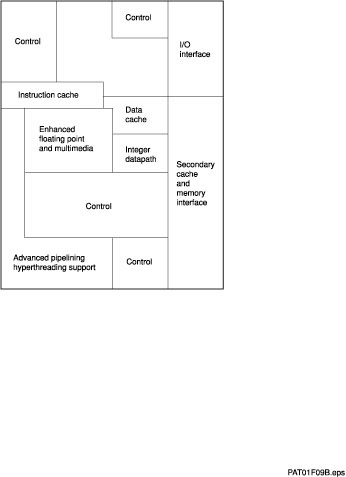 Control
Control
I/O
interface
Instruction cache
Data
cache
Enhanced
floating point
and multimedia
Integer
datapath
Secondary
cache
and
memory
interface
Control
Advanced pipelining
hyperthreading support
Control
PAT01F09B.eps